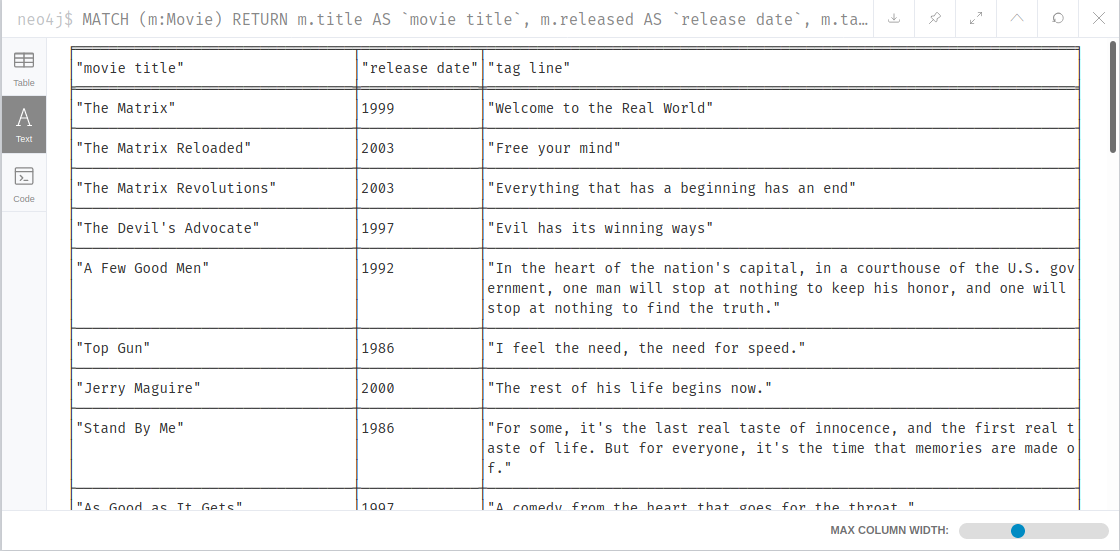 neo4j$ MATCH (m:Movie) RETURN m.title AS `movie title`, m.released AS `release date`, m.ta…
Table
Text
Code
"movie title" "release date" "tag line"
"The Matrix" 1999 "Welcome to the Real World"
"The Matrix Reloaded" 2003 "Free your mind"
"The Matrix Revolutions" 2003 "Everything that has a beginning has an end"
"The Devil's Advocate" 1997 "Evil has its winning ways"
"A Few Good Men" 1992 "In the heart of the nation's capital, in a courthouse of the U.S. gov
ernment, one man will stop at nothing to keep his honor, and one will
stop at nothing to find the truth."
"Top Gun" 1986 "I feel the need, the need for speed."
"Jerry Maguire" 2000 "The rest of his life begins now."
"Stand By Me" 1986 "For some, it's the last real taste of innocence, and the first real t
aste of life. But for everyone, it's the time that memories are made o
f."
"As Good as It Gets" 1997 "A comedy from the heart that goes for the throat."
MAX COLUMN WIDTH: